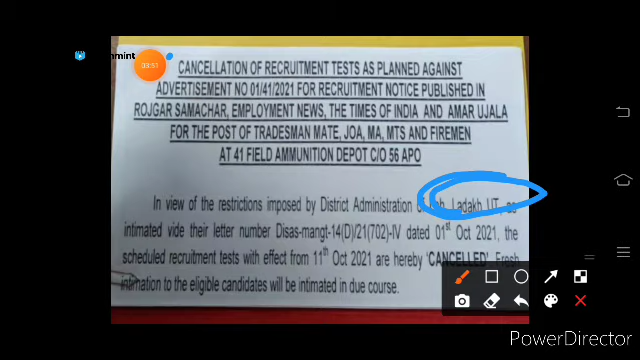 mint
03:53
CANCELLATION OF RECRUITMENT TESTS AS PLANNED AGAINST
ADVERTISEMENT NO 01/41/2021 FOR RECRUITMENT NOTICE PUBLISHED IN
ROJGAR SAMACHAR, EMPLOYMENT NEWS, THE TIMES OF INDIA AND AMAR UJALA
FOR THE POST OF TRADESMAN MATE, JOA, MA, MTS AND FIREMEN
AT 41 FIELD AMMUNITION DEPOT C/O 56 APO
In view of the restrictions imposed by District Administration Ladakh UT, as
intimated vide their letter number Disas-mangt-14(D)/21(702)-IV dated 01st Oct 2021, the
scheduled recruitment tests with effect from 11th Oct 2021 are hereby 'CANCELLED'. Fresh
intimation to the eligible candidates will be intimated in due course.
PowerDirector